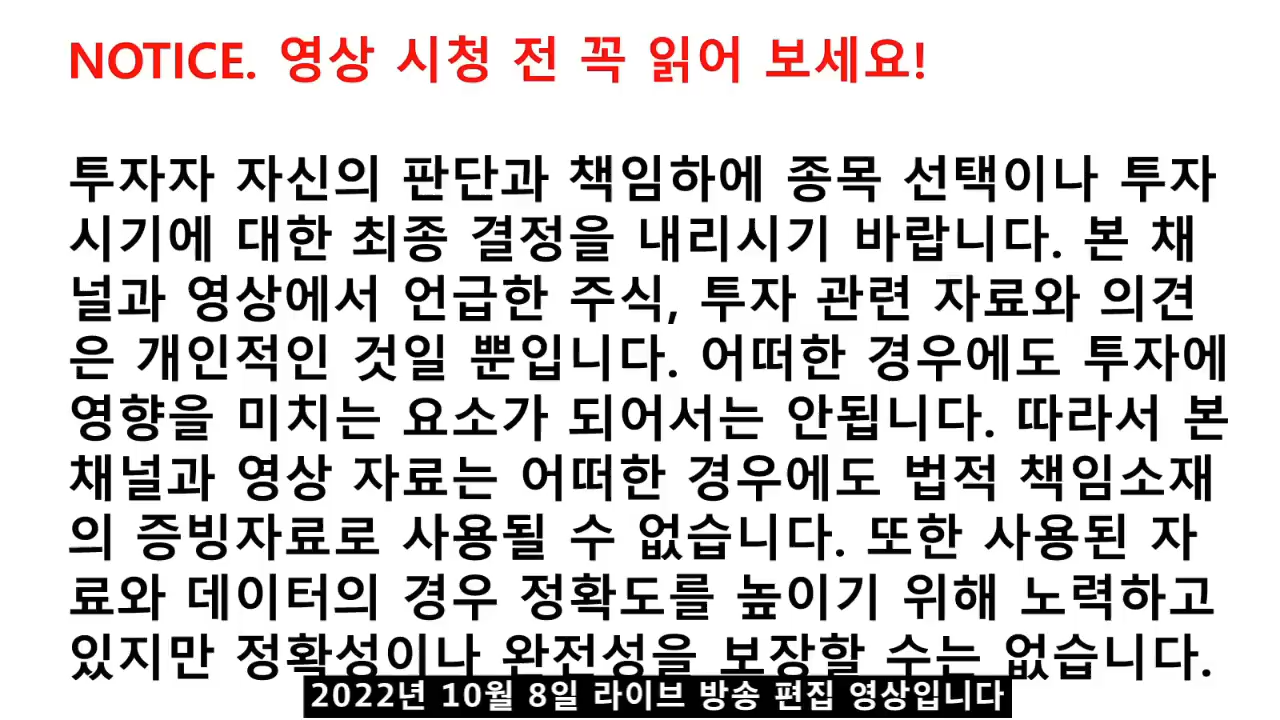 NOTICE. 영상 시청 전 꼭 읽어 보세요!
투자자 자신의 판단과 책임하에 종목 선택이나 투자
시기에 대한 최종 결정을 내리시기 바랍니다. 본 채
널과 영상에서 언급한 주식, 투자 관련 자료와 의견
은 개인적인 것일 뿐입니다. 어떠한 경우에도 투자에
영향을 미치는 요소가 되어서는 안됩니다. 따라서 본
채널과 영상 자료는 어떠한 경우에도 법적 책임소재
의 증빙자료로 사용될 수 없습니다. 또한 사용된 자
료와 데이터의 경우 정확도를 높이기 위해 노력하고
있지만 정확성이나 완전성을 보장할 수는 없습니다.
2022년 10월 8일 라이브 방송 편집 영상입니다